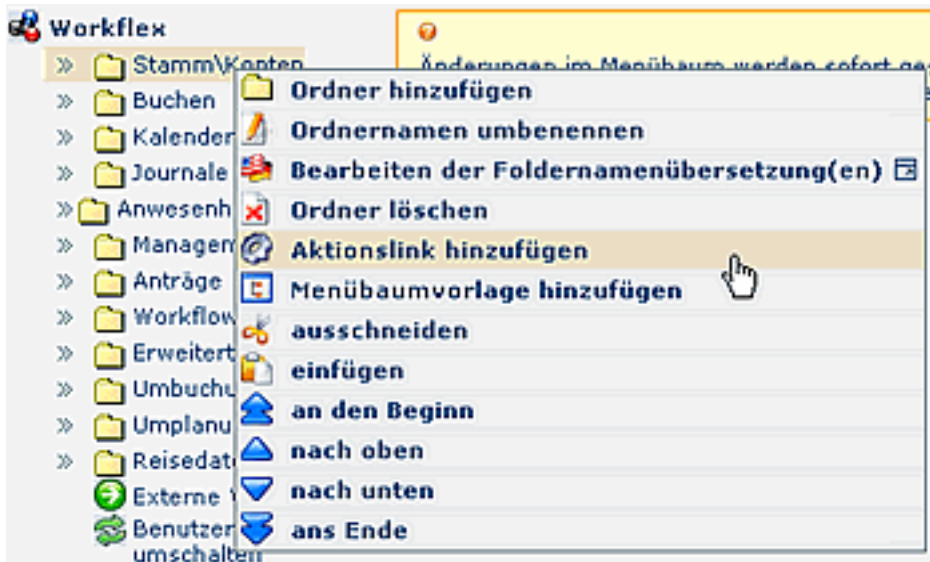 Workflex
Stamm\Konten
Änderungen im Menübaum werden sofort
Buchen
Kalender
Journale
Anträge
Ordner hinzufügen
Ordnernamen umbenennen
Bearbeiten der Foldernamenübersetzung(en)
Ordner löschen
Aktionslink hinzufügen
Menübaumvorlage hinzufügen
ausschneiden
einfügen
an den Beginn
nach oben
nach unten
ans Ende
Externe
Benutzer
umschalten